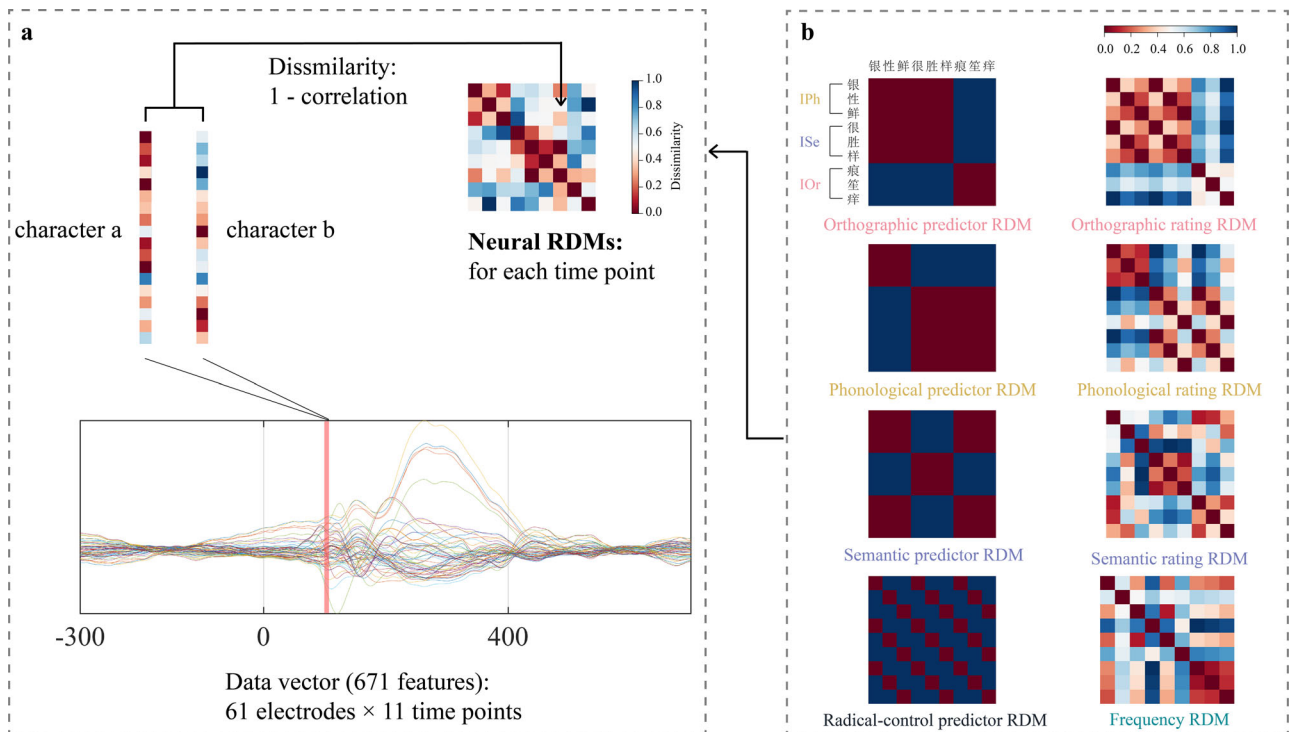 a
Dissmilarity:
1 - correlation
1.0
0.8
0.6
0.4
0.2
0.0
Dissimilarity
character a
character b
Neural RDMs:
for each time point
-300
0
400
Data vector (671 features):
61 electrodes × 11 time points
b
0.0 0.2 0.4 0.6 0.8 1.0
银性鲜很胜样痕笙痒
IPh
银
性
鲜
ISe
很
胜
样
IOr
痕
笙
痒
Orthographic predictor RDM
Orthographic rating RDM
Phonological predictor RDM
Phonological rating RDM
Semantic predictor RDM
Semantic rating RDM
Radical-control predictor RDM
Frequency RDM